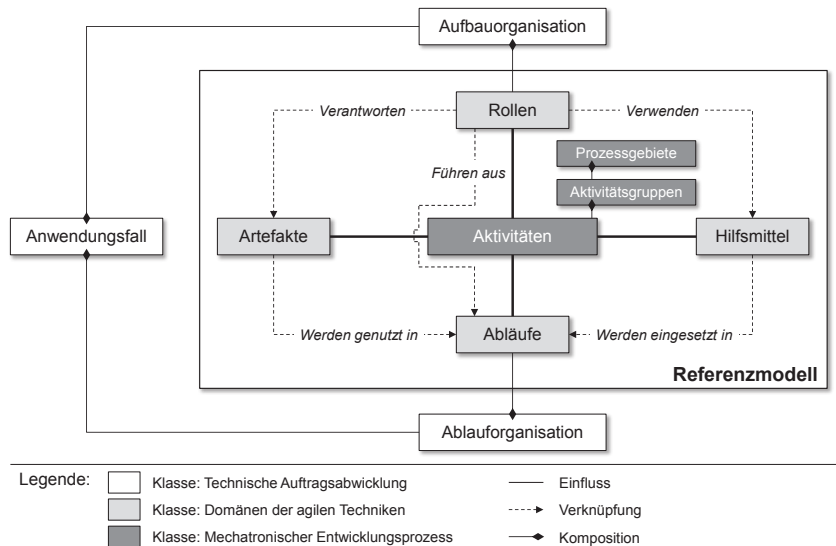 Aufbauorganisation
Rollen
Verantworten
Verwenden
Führen aus
Prozessgebiete
Aktivitätsgruppen
Anwendungsfall
Artefakte
Aktivitäten
Hilfsmittel
Werden genutzt in
Abläufe
Werden eingesetzt in
Referenzmodell
Ablauforganisation
Legende:
Klasse: Technische Auftragsabwicklung
Einfluss
Klasse: Domänen der agilen Techniken
Verknüpfung
Klasse: Mechatronischer Entwicklungsprozess
Komposition